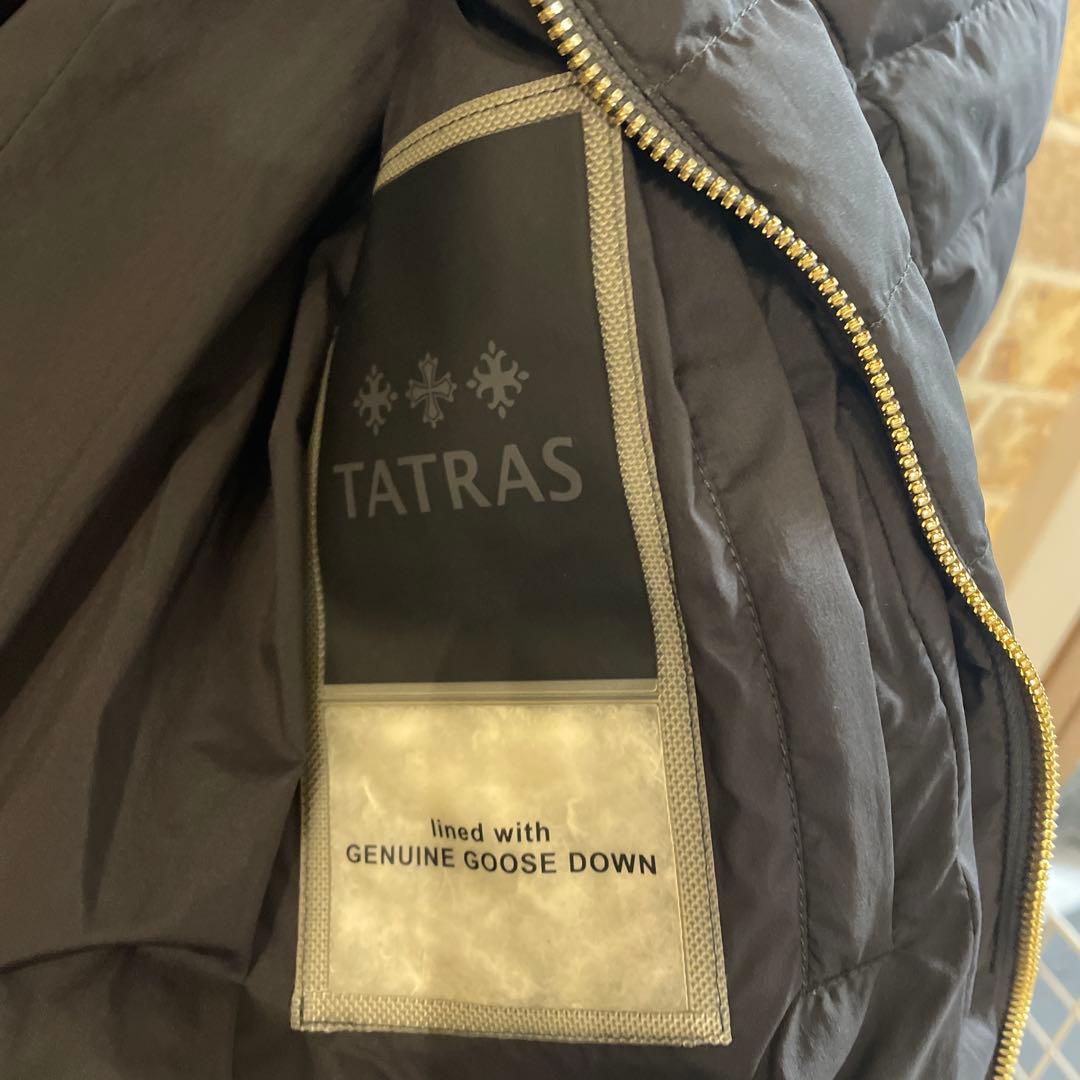 TATRAS
lined with
GENUINE GOOSE DOWN